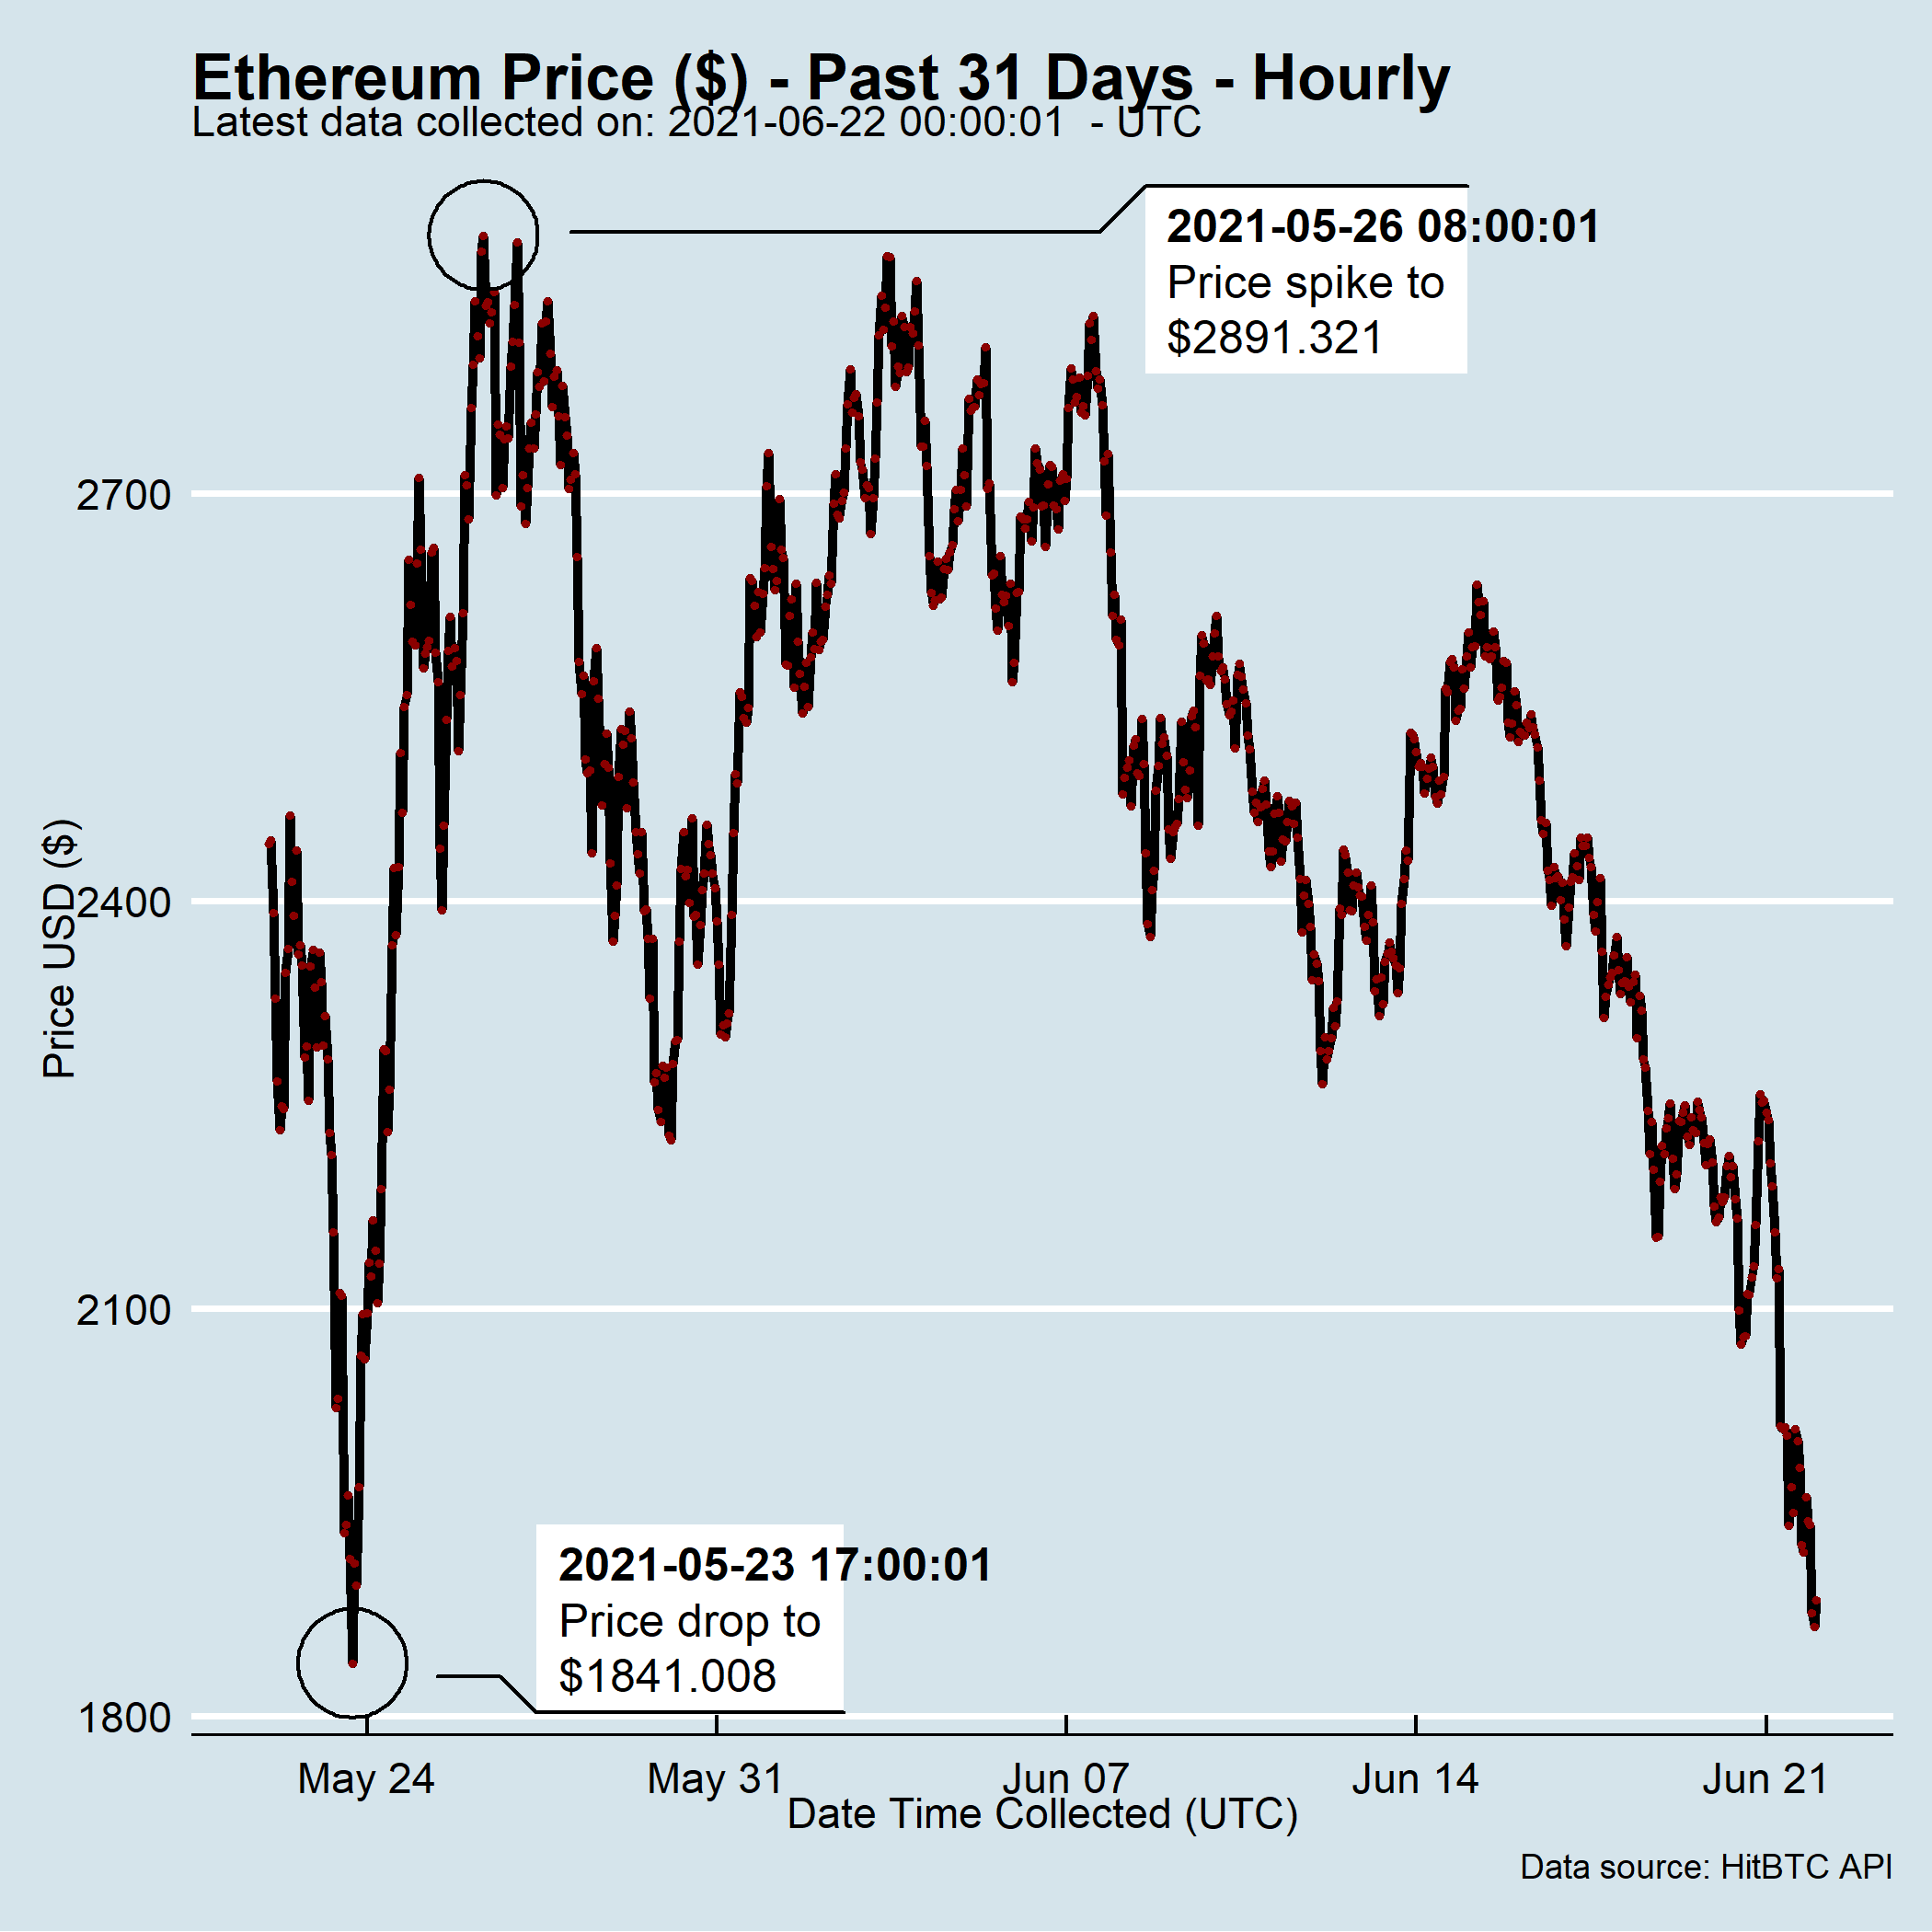 Ethereum Price ($) - Past 31 Days - Hourly
Latest data collected on: 2021-06-22 00:00:01  - UTC
2021-05-26 08:00:01
Price spike to
$2891.321
2700
2400
2100
1800
Price USD ($)
2021-05-23 17:00:01
Price drop to
$1841.008
May 24
May 31
Jun 07
Jun 14
Jun 21
Date Time Collected (UTC)
Data source: HitBTC API